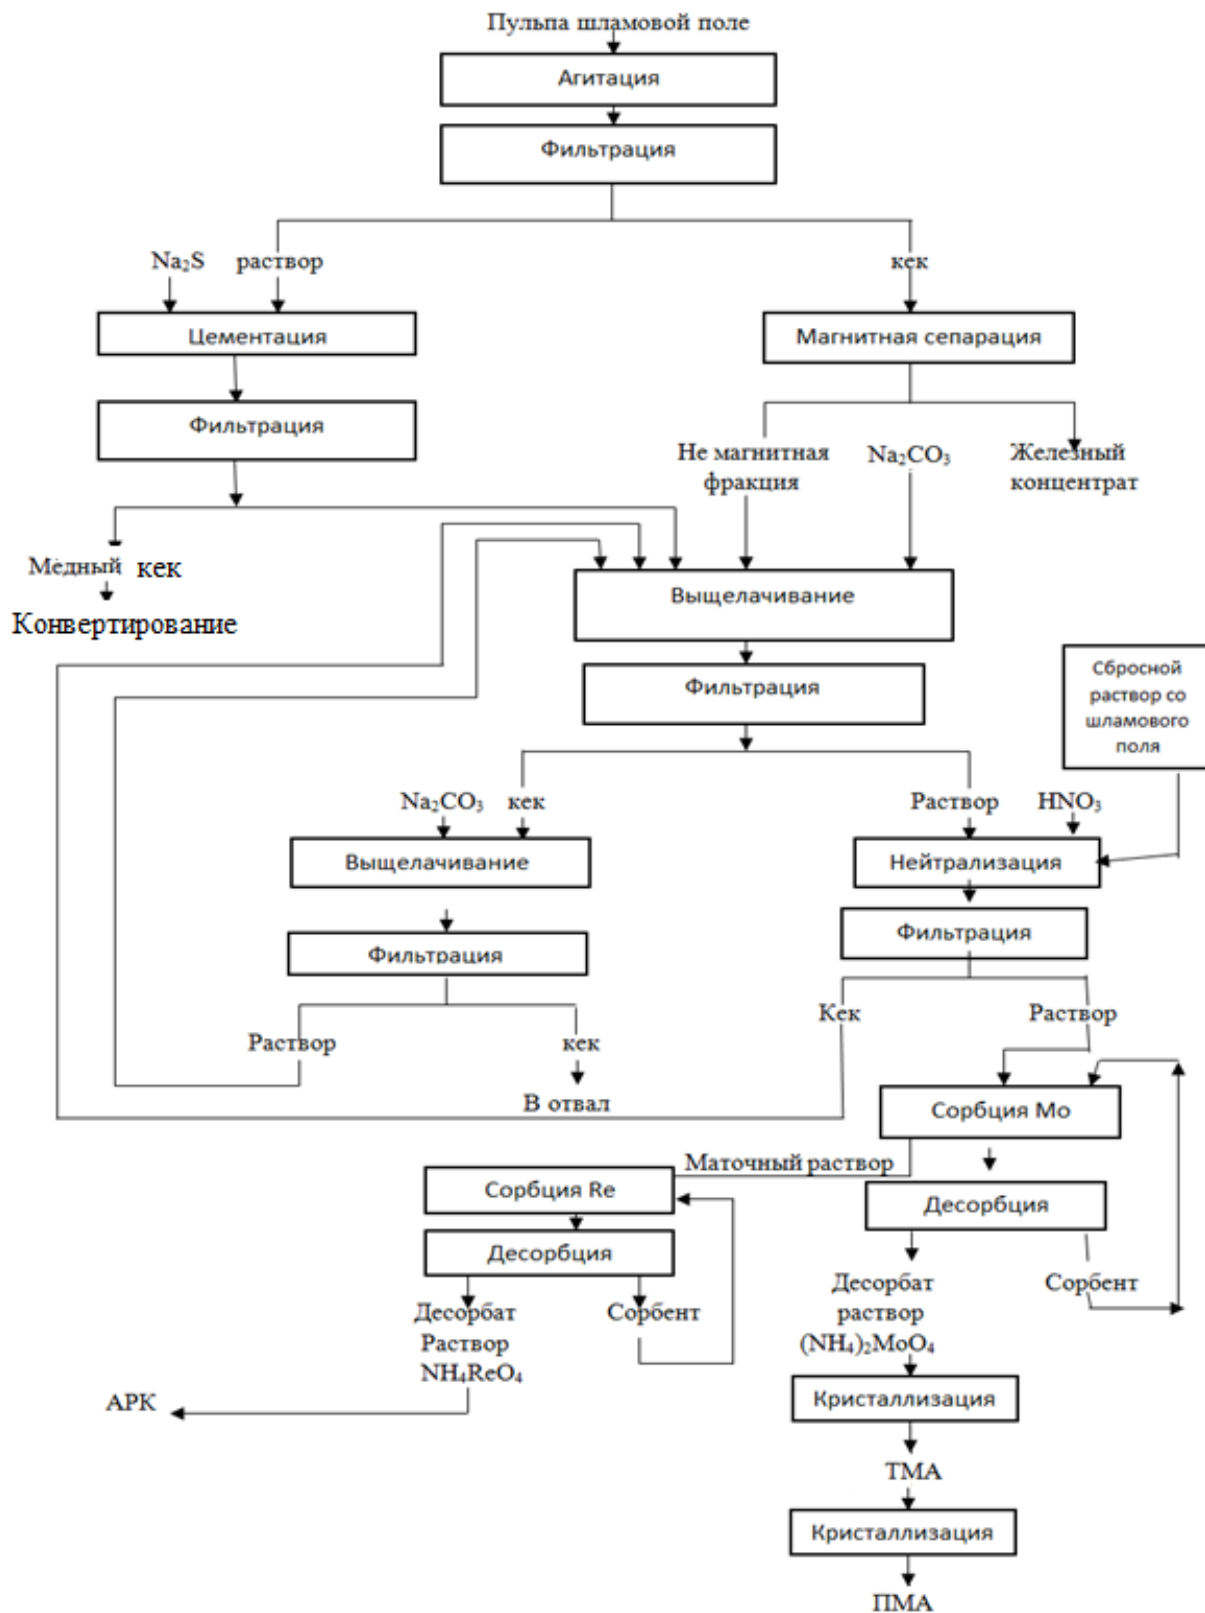 Пульпа шламовой поле
Агитация
Фильтрация
Na₂S раствор
кек
Цементация
Магнитная сепарация
Фильтрация
Не магнитная
фракция
Na₂CO₃
Железный
концентрат
Медный кек
Конвертирование
Выщелачивание
Фильтрация
Сбросной
раствор со
шламового
поля
Na₂CO₃ кек
Раствор
HNO₃
Выщелачивание
Нейтрализация
Фильтрация
Фильтрация
Раствор
кек
Кек
Раствор
В отвал
Сорбция Мо
Маточный раствор
Сорбция Re
Десорбция
Десорбция
Десорбат
раствор
(NH₄)₂MoO₄
Сорбент
Десорбат
Раствор
NH₄ReO₄
Сорбент
АРК
Кристаллизация
ТМА
Кристаллизация
ПМА